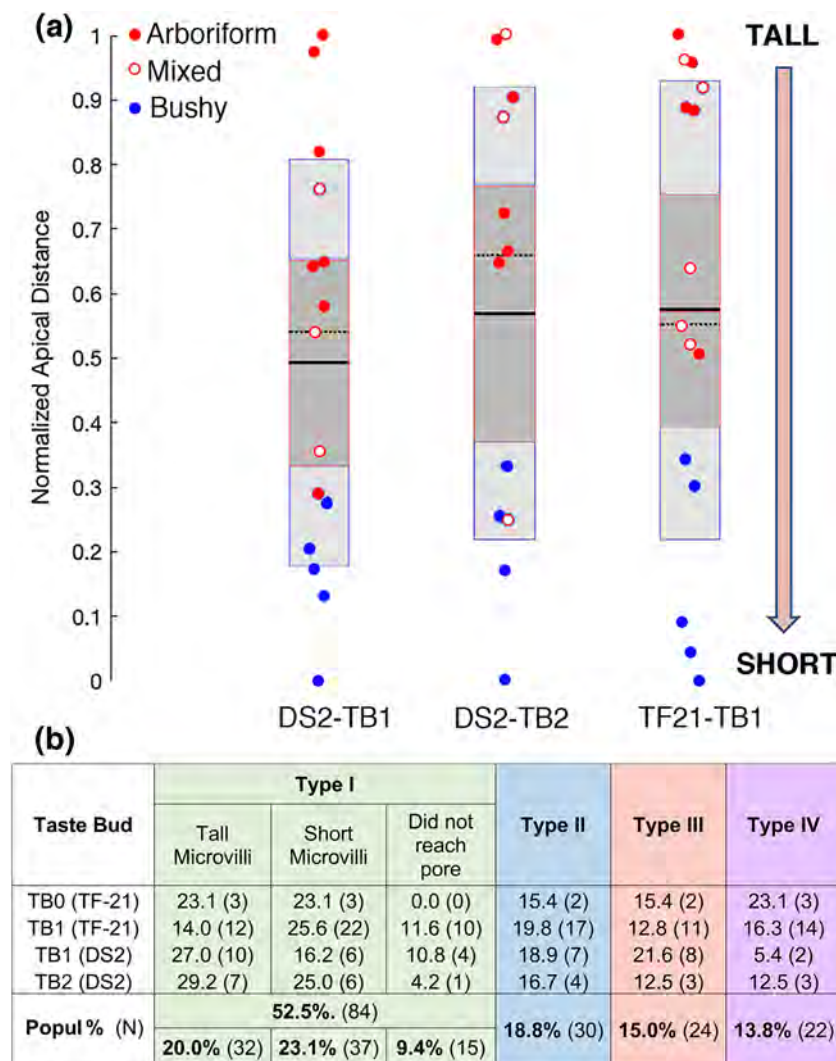 (a)
Arboriform
Mixed
Bushy
TALL
SHORT
Normalized Apical Distance
1
0.9
0.8
0.7
0.6
0.5
0.4
0.3
0.2
0.1
0
DS2-TB1 DS2-TB2 TF21-TB1
(b)
Taste Bud Type I Type II Type III Type IV
Tall Microvilli Short Microvilli Did not reach pore
TB0 (TF-21) 23.1 (3) 23.1 (3) 0.0 (0) 15.4 (2) 15.4 (2) 23.1 (3)
TB1 (TF-21) 14.0 (12) 25.6 (22) 11.6 (10) 19.8 (17) 12.8 (11) 16.3 (14)
TB1 (DS2) 27.0 (10) 16.2 (6) 10.8 (4) 18.9 (7) 21.6 (8) 5.4 (2)
TB2 (DS2) 29.2 (7) 25.0 (6) 4.2 (1) 16.7 (4) 12.5 (3) 12.5 (3)
Popul % (N) 52.5%. (84) 18.8% (30) 15.0% (24) 13.8% (22)
20.0% (32) 23.1% (37) 9.4% (15)